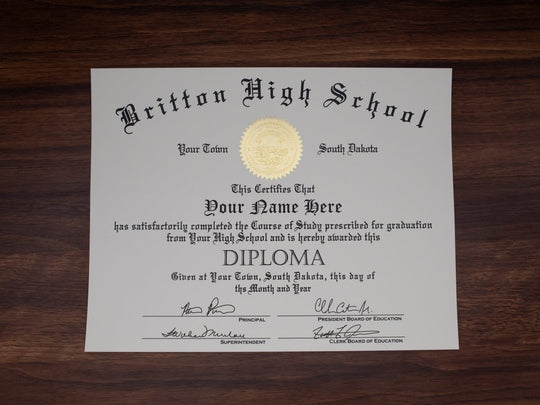 Britton High School
Your Town South Dakota
This Certifies That
Your Name Here
has satisfactorily completed the Course of Study prescribed for graduation
from Your High School and is hereby awarded this
DIPLOMA
Given at Your Town, South Dakota, this day of
ths Month and Year
PRINCIPAL PRESIDENT BOARD OF EDUCATION
SUPERINTENDENT CLERK BOARD OF EDUCATION